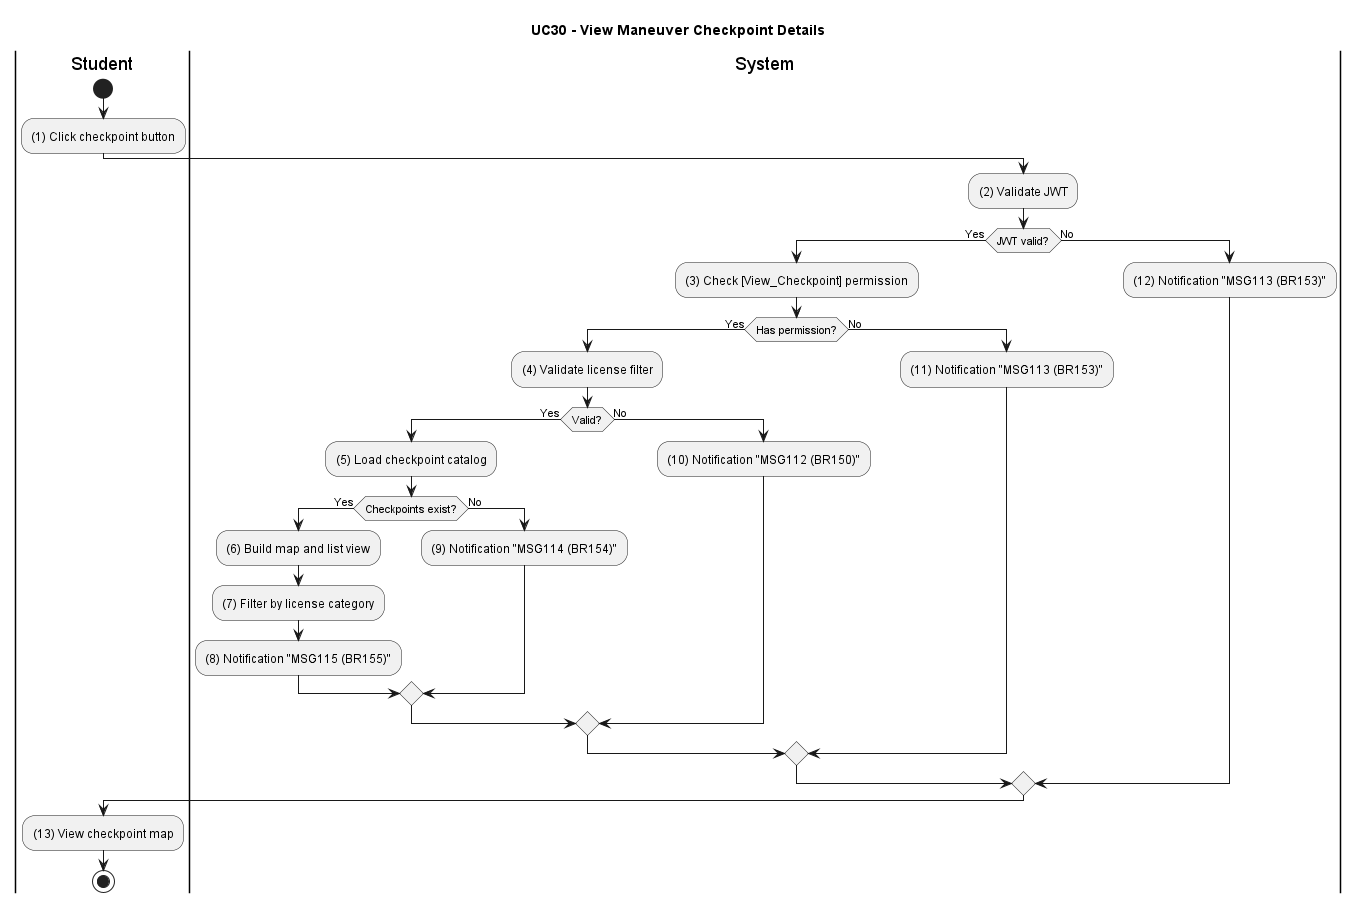 UC30 - View Maneuver Checkpoint Details
Student
System
(1) Click checkpoint button
(2) Validate JWT
Yes
JWT valid?
No
(3) Check [View_Checkpoint] permission
(12) Notification "MSG113 (BR153)"
Yes
Has permission?
No
(4) Validate license filter
(11) Notification "MSG113 (BR153)"
Yes
Valid?
No
(5) Load checkpoint catalog
(10) Notification "MSG112 (BR150)"
Yes
Checkpoints exist?
No
(6) Build map and list view
(9) Notification "MSG114 (BR154)"
(7) Filter by license category
(8) Notification "MSG115 (BR155)"
(13) View checkpoint map